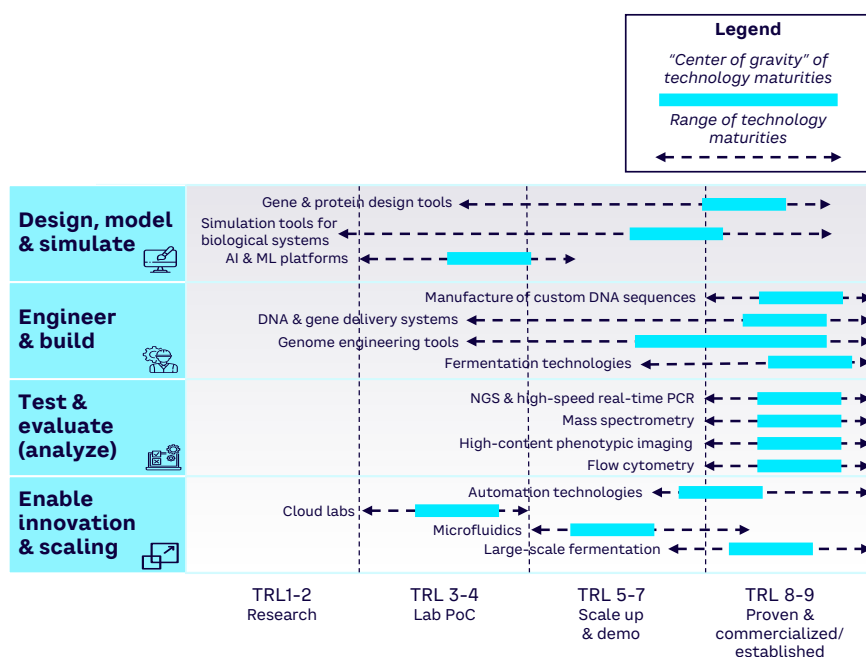 Legend
“Center of gravity” of
technology maturities
Range of technology
maturities
Design, model
& simulate
Gene & protein design tools
Simulation tools for
biological systems
AI & ML platforms
Engineer
& build
Manufacture of custom DNA sequences
DNA & gene delivery systems
Genome engineering tools
Fermentation technologies
Test &
evaluate
(analyze)
NGS & high-speed real-time PCR
Mass spectrometry
High-content phenotypic imaging
Flow cytometry
Enable
innovation
& scaling
Automation technologies
Cloud labs
Microfluidics
Large-scale fermentation
TRL1-2
Research
TRL 3-4
Lab PoC
TRL 5-7
Scale up
& demo
TRL 8-9
Proven &
commercialized/
established